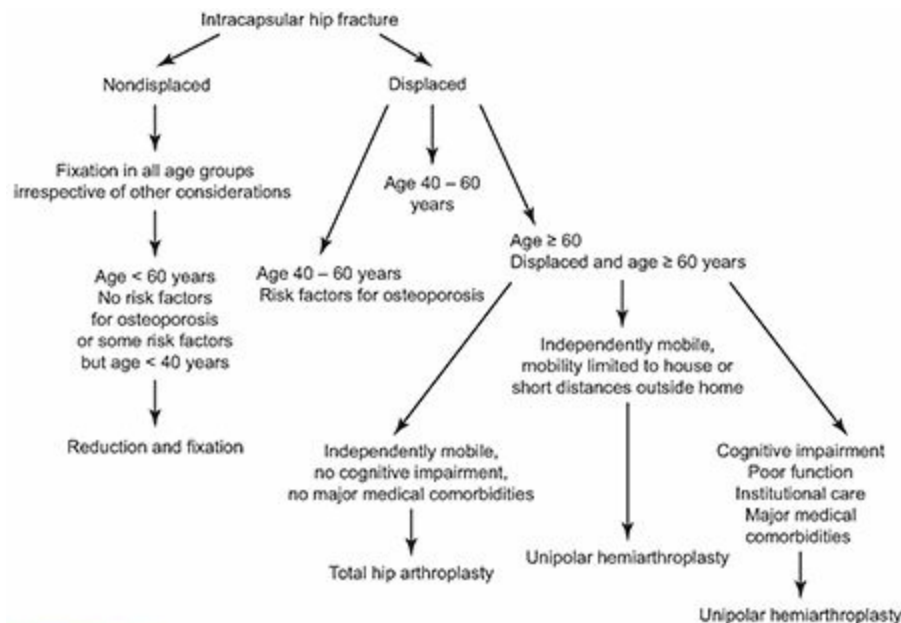 Intracapsular hip fracture
Nondisplaced
Displaced
Fixation in all age groups
irrespective of other considerations
Age 40 – 60
years
Age < 60 years
No risk factors
for osteoporosis
or some risk factors
but age < 40 years
Age 40 – 60 years
Risk factors for osteoporosis
Age ≥ 60
Displaced and age ≥ 60 years
Reduction and fixation
Independently mobile,
no cognitive impairment,
no major medical comorbidities
Independently mobile,
mobility limited to house or
short distances outside home
Cognitive impairment
Poor function
Institutional care
Major medical
comorbidities
Total hip arthroplasty
Unipolar hemiarthroplasty
Unipolar hemiarthroplasty